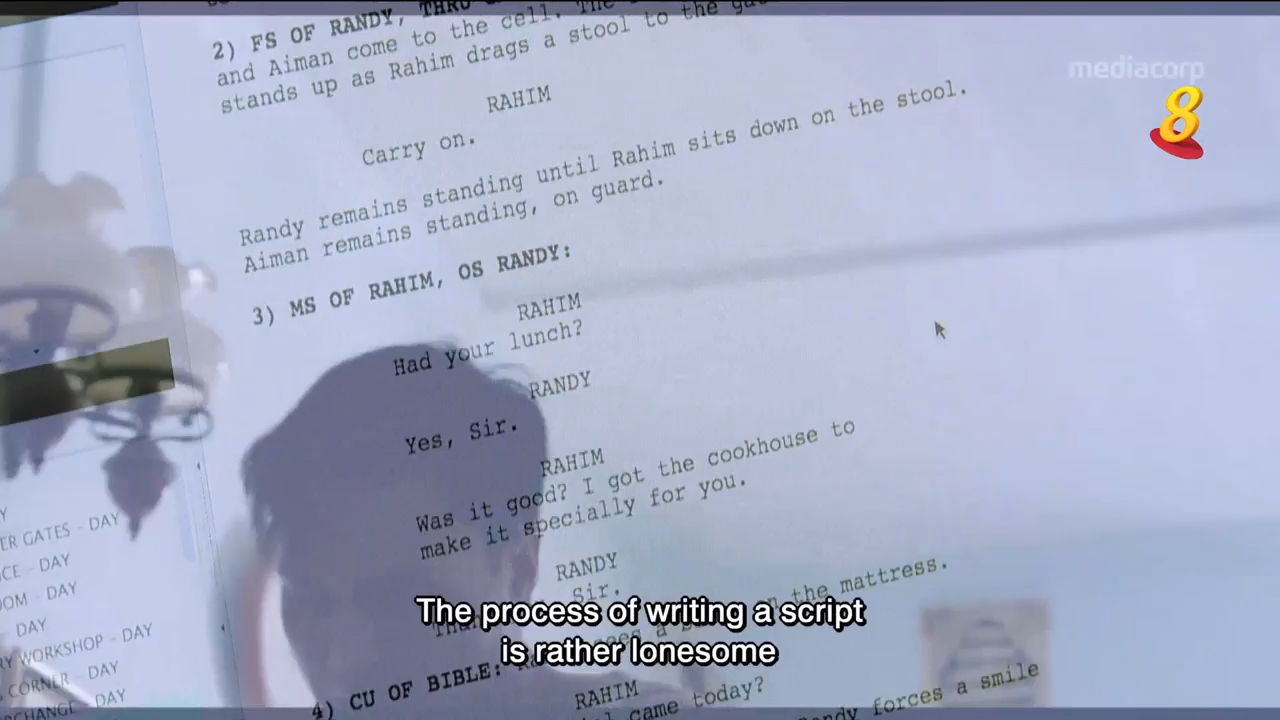 2) FS OF RANDY, THRU
and Aiman come to the cell. The
stands up as Rahim drags a stool to the
mediacorp
8
RAHIM
Carry on.
Randy remains standing until Rahim sits down on the stool.
Aiman remains standing, on guard.
3) MS OF RAHIM, OS RANDY:
RAHIM
Had your lunch?
RANDY
Yes, Sir.
RAHIM
Was it good? I got the cookhouse to
make it specially for you.
RANDY
Sir.
The process of writing a script
is rather lonesome
on the mattress.
4) CU OF BIBLE:
RAHIM
came today?
forces a smile
GATES - DAY
DAY
DAY
DAY
WORKSHOP - DAY
CORNER - DAY
DAY